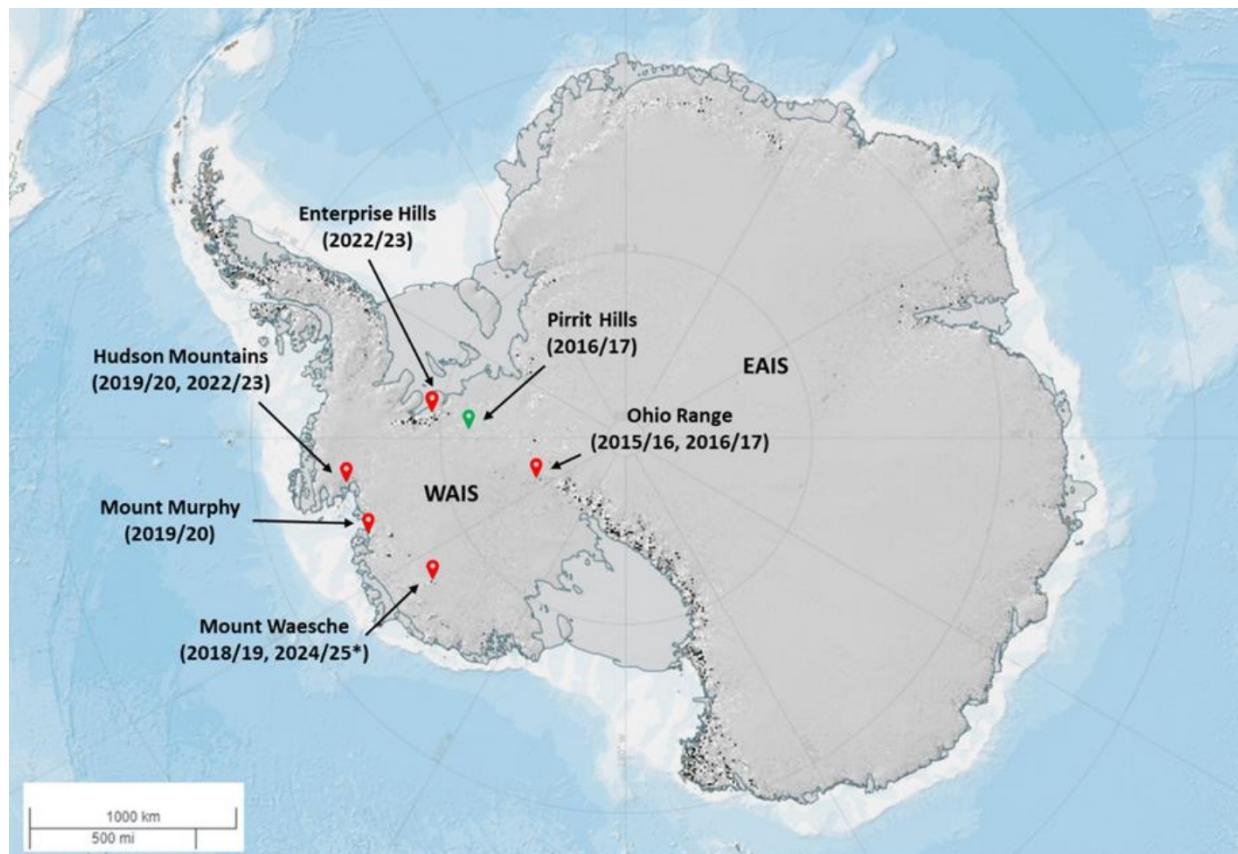 Enterprise Hills
(2022/23)
Pirrit Hills
(2016/17)
Hudson Mountains
(2019/20, 2022/23)
EAIS
Ohio Range
(2015/16, 2016/17)
WAIS
Mount Murphy
(2019/20)
Mount Waesche
(2018/19, 2024/25*)
1000 km
500 mi